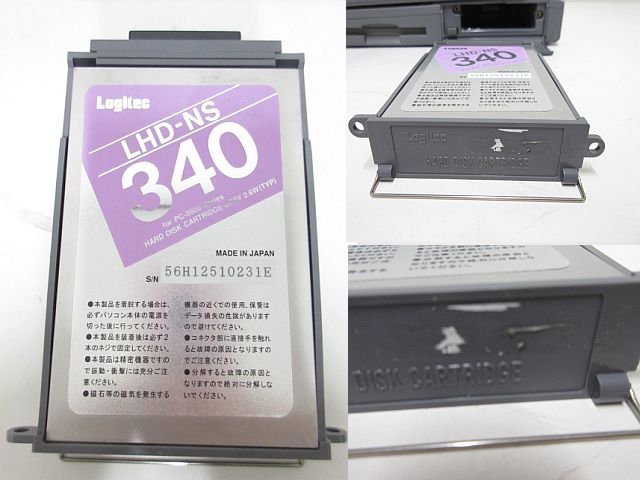 Logitec
LHD-NS
340
for PC-9800 series
HARD DISK CARTRIDGE 2.6W(TYP)
MADE IN JAPAN
S/N 56H12510231E
●本製品を着脱する場合は、
必ずパソコン本体の電源を
切った後に行ってください。
●本製品を装着後は必ず2
本のネジで固定してください。
●本製品は精密機器ですの
で振動・衝撃には充分ご注
意ください。
●磁石等の磁気を発生する
機器の近くでの使用、保管は
データ損失の危険があります
ので避けてください。
●コネクタ部に直接手を触れ
ると故障の原因となりますの
でご注意ください。
●分解すると故障の原因と
なりますので絶対に分解しな
いでください。
Logitec
LHD-NS
340
MADE IN JAPAN
56H12510231E
Logitec
HARD DISK CARTRIDGE
DISK CARTRIDGE